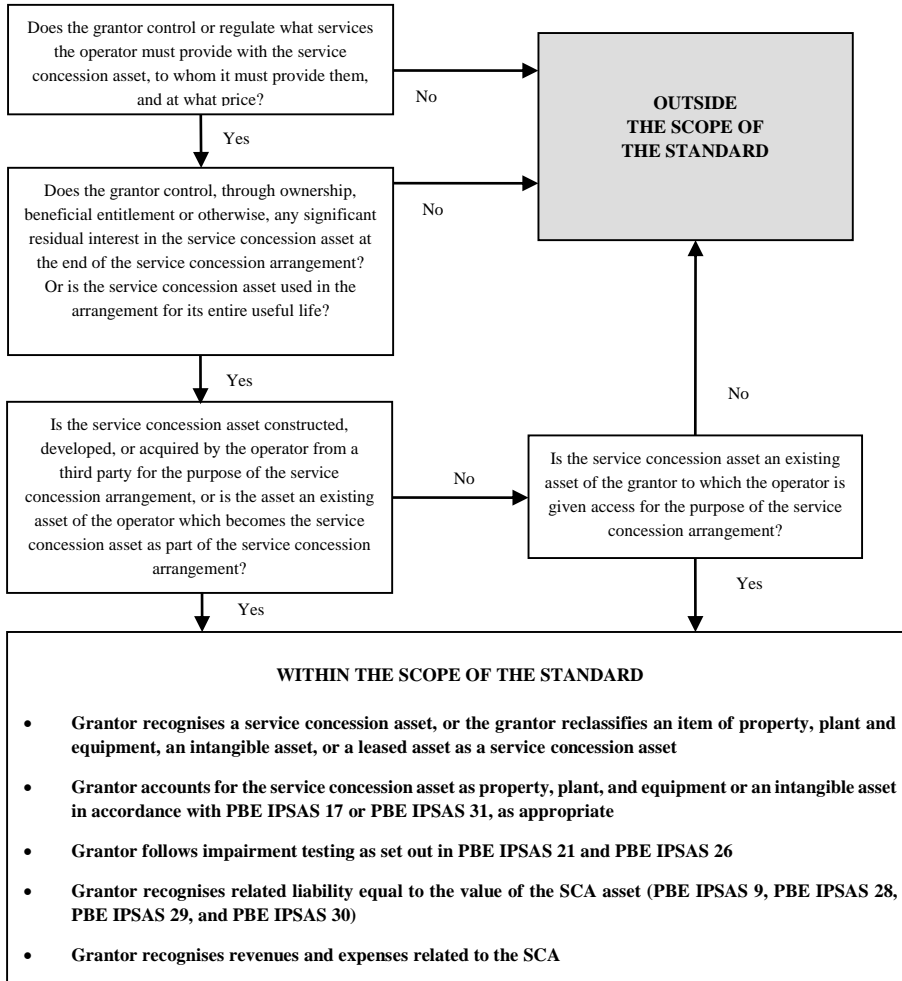 Does the grantor control or regulate what services
the operator must provide with the service
concession asset, to whom it must provide them,
and at what price?
No
Yes
OUTSIDE
THE SCOPE OF
THE STANDARD
Does the grantor control, through ownership,
beneficial entitlement or otherwise, any significant
residual interest in the service concession asset at
the end of the service concession arrangement?
Or is the service concession asset used in the
arrangement for its entire useful life?
No
Yes
Is the service concession asset constructed,
developed, or acquired by the operator from a
third party for the purpose of the service
concession arrangement, or is the asset an existing
asset of the operator which becomes the service
concession asset as part of the service concession
arrangement?
No
Yes
Is the service concession asset an existing
asset of the grantor to which the operator is
given access for the purpose of the service
concession arrangement?
No
Yes
WITHIN THE SCOPE OF THE STANDARD
• Grantor recognises a service concession asset, or the grantor reclassifies an item of property, plant and
equipment, an intangible asset, or a leased asset as a service concession asset
• Grantor accounts for the service concession asset as property, plant, and equipment or an intangible asset
in accordance with PBE IPSAS 17 or PBE IPSAS 31, as appropriate
• Grantor follows impairment testing as set out in PBE IPSAS 21 and PBE IPSAS 26
• Grantor recognises related liability equal to the value of the SCA asset (PBE IPSAS 9, PBE IPSAS 28,
PBE IPSAS 29, and PBE IPSAS 30)
• Grantor recognises revenues and expenses related to the SCA